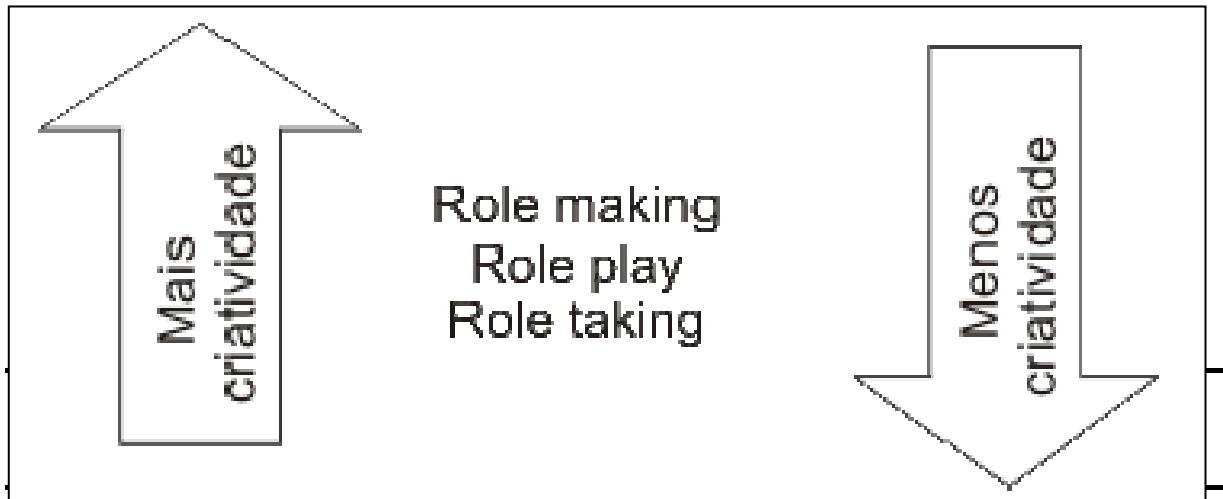 Mais
criatividade
Role making
Role play
Role taking
Menos
criatividade